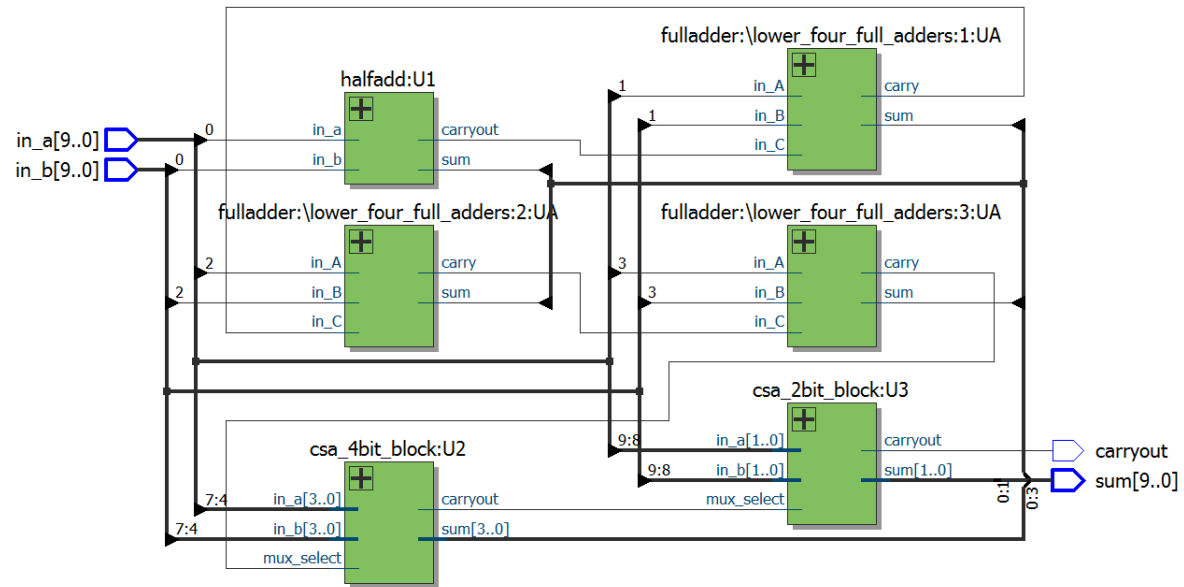 fulladder:\lower_four_full_adders:1:UA
halfadd:U1
1
in_A
carry
1
in_B
sum
in_C
in_a[9..0]
0
in_a
carryout
in_b[9..0]
0
in_b
sum
fulladder:\lower_four_full_adders:2:UA
fulladder:\lower_four_full_adders:3:UA
2
in_A
carry
2
in_B
sum
in_C
3
in_A
carry
3
in_B
sum
in_C
csa_2bit_block:U3
9:8
in_a[1..0]
carryout
9:8
in_b[1..0]
sum[1..0]
mux_select
carryout
sum[9..0]
0:1
0:3
csa_4bit_block:U2
7:4
in_a[3..0]
carryout
7:4
in_b[3..0]
sum[3..0]
mux_select